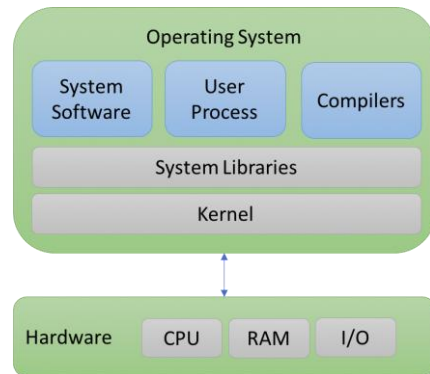 Operating System
System
Software
User
Process
Compilers
System Libraries
Kernel
Hardware
CPU
RAM
I/O